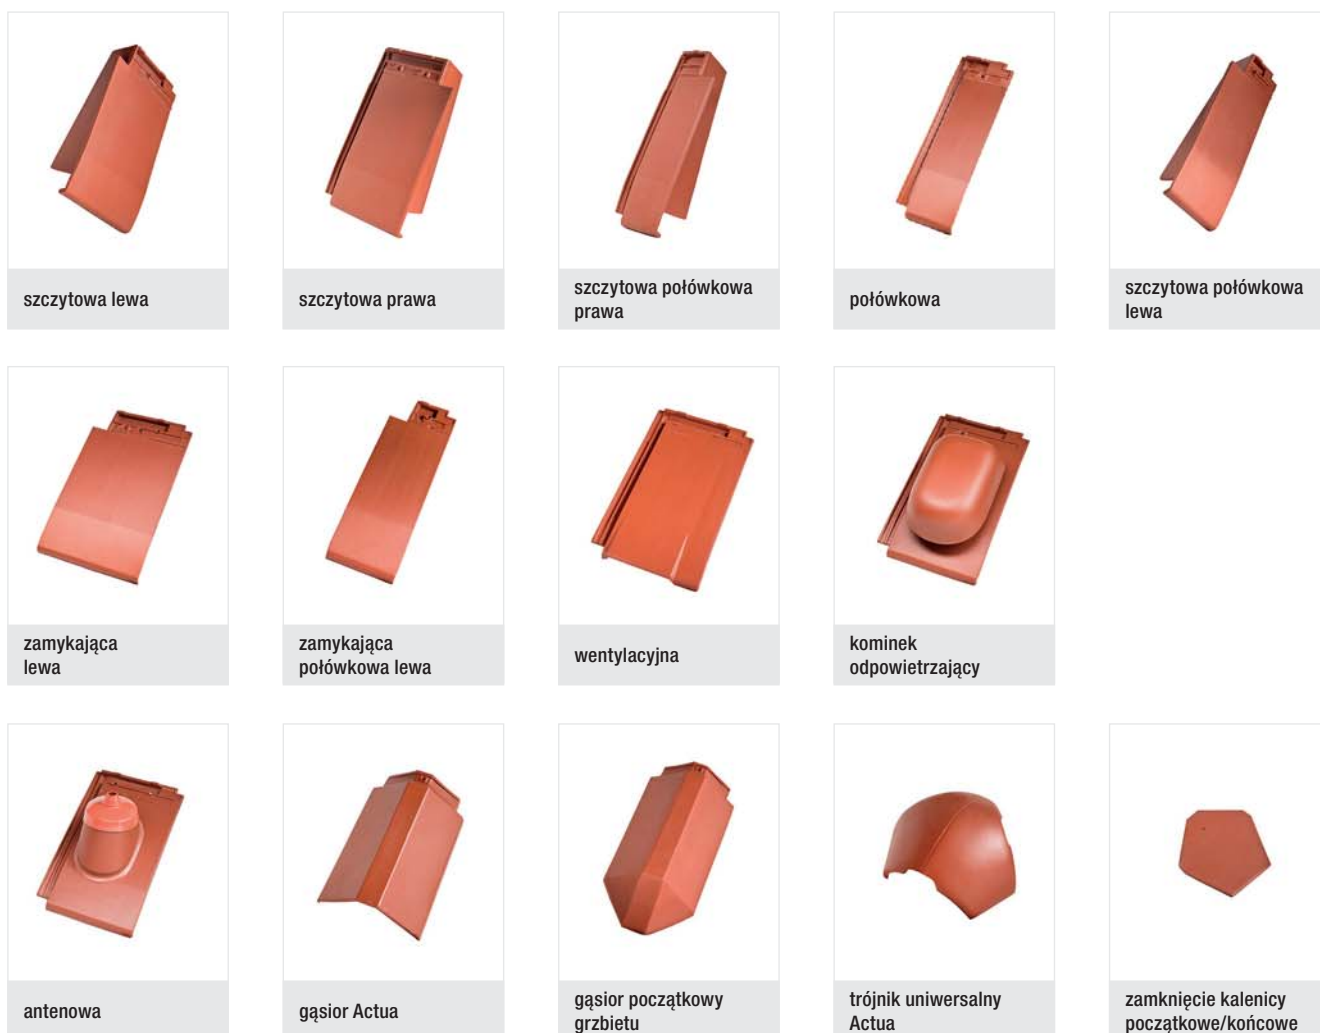 szczytowa lewa
szczytowa prawa
szczytowa połówkowa
prawa
połówkowa
szczytowa połówkowa
lewa
zamykająca
lewa
zamykająca
połówkowa lewa
wentylacyjna
kominek
odpowietrzający
antenowa
gąsior Actua
gąsior początkowy
grzbietu
trójnik uniwersalny
Actua
zamknięcie kalenicy
początkowe/końcowe